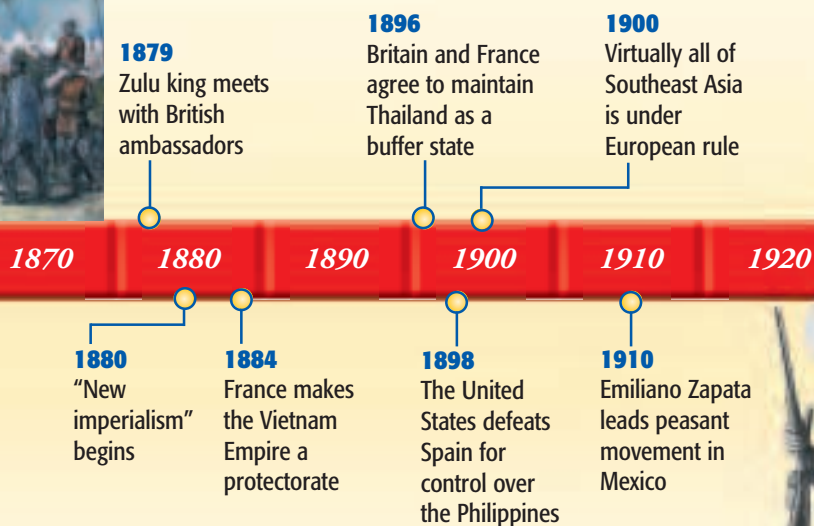 1879
Zulu king meets
with British
ambassadors
1896
Britain and France
agree to maintain
Thailand as a
buffer state
1900
Virtually all of
Southeast Asia
is under
European rule
1870 1880 1890 1900 1910 1920
1880
“New
imperialism”
begins
1884
France makes
the Vietnam
Empire a
protectorate
1898
The United
States defeats
Spain for
control over
the Philippines
1910
Emiliano Zapata
leads peasant
movement in
Mexico